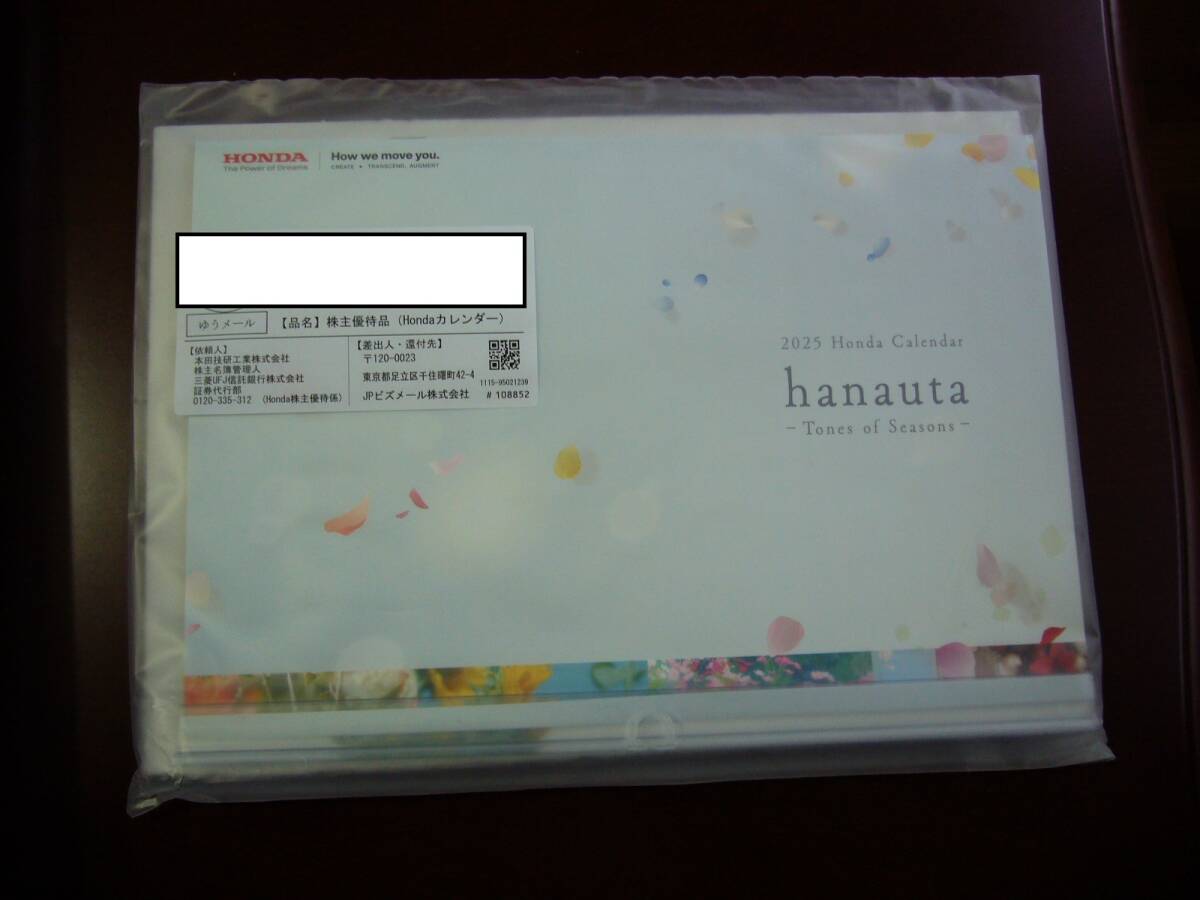 HONDA
The Power of Dreams
How we move you.
CREATE ▸ TRANSCEND, AUGMENT
ゆうメール
【品名】株主優待品（Hondaカレンダー）
【依頼人】
本田技研工業株式会社
株主名簿管理人
三菱UFJ信託銀行株式会社
証券代行部
0120-335-312 （Honda株主優待係）
【差出人・還付先】
〒120-0023
東京都足立区千住曙町42-4
JPビズメール株式会社
1115-95021239
# 108852
2025 Honda Calendar
hanauta
－Tones of Seasons－